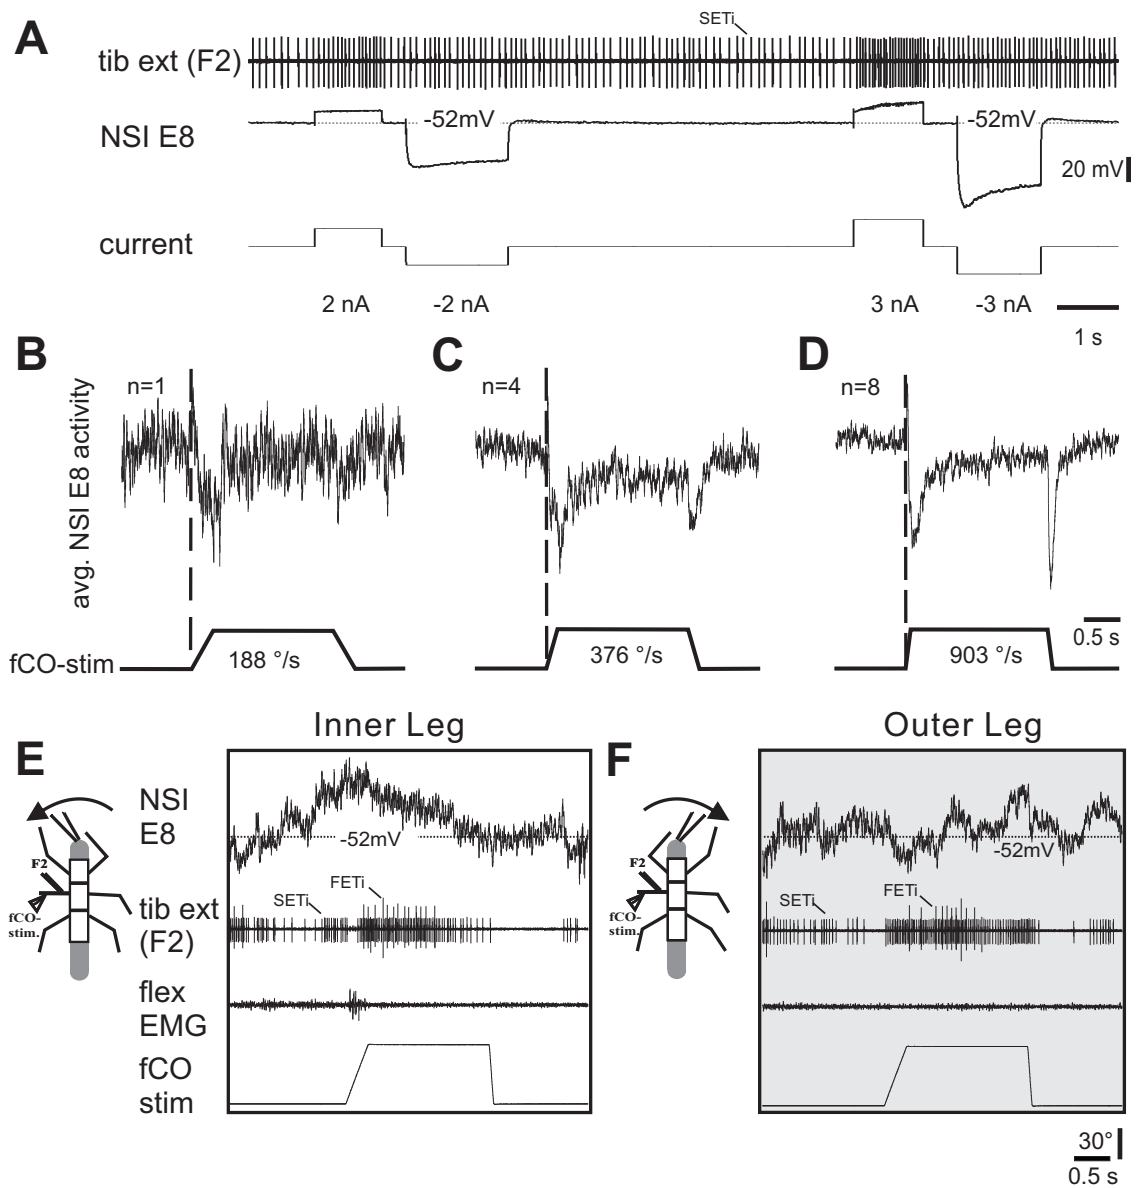 A
SETi
tib ext (F2)
NSI E8
-52mV
-52mV
20 mV
current
2 nA
-2 nA
3 nA
-3 nA
1 s
B
C
D
avg. NSI E8 activity
n=1
n=4
n=8
0.5 s
fCO-stim
188 °/s
376 °/s
903 °/s
Inner Leg
Outer Leg
E
F
NSI
E8
-52mV
-52mV
F2
fCO-
stim.
F2
fCO-
stim.
tib ext
(F2)
SETi
FETi
SETi
FETi
flex
EMG
fCO
stim
30°
0.5 s